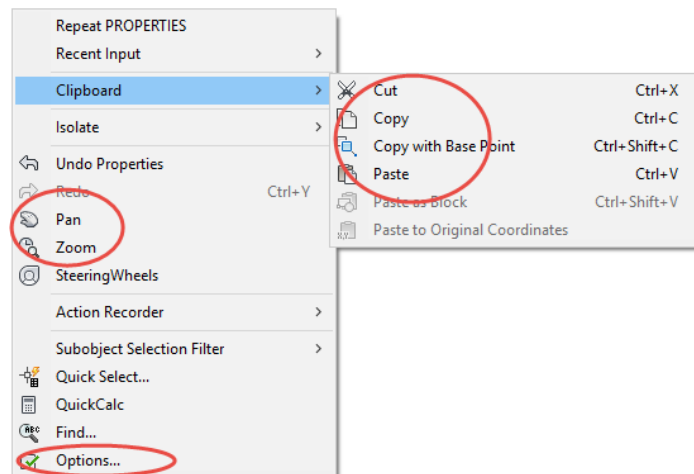 Repeat PROPERTIES
Recent Input
Clipboard
Isolate
Undo Properties
Redo Ctrl+Y
Pan
Zoom
SteeringWheels
Action Recorder
Subobject Selection Filter
Quick Select...
QuickCalc
Find...
Options...
Cut Ctrl+X
Copy Ctrl+C
Copy with Base Point Ctrl+Shift+C
Paste Ctrl+V
Paste as Block Ctrl+Shift+V
Paste to Original Coordinates